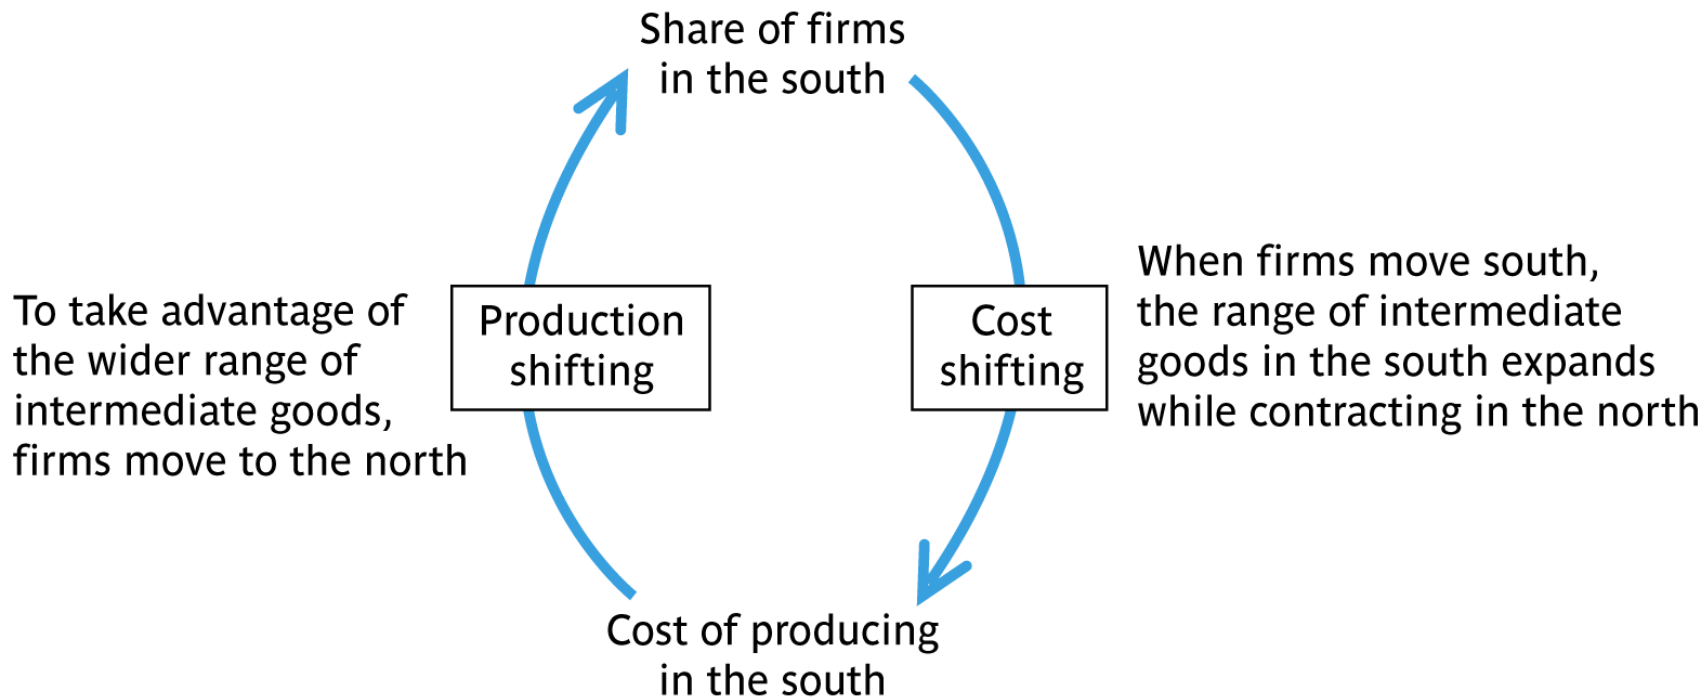 Share of firms
in the south
To take advantage of
the wider range of
intermediate goods,
firms move to the north
Production
shifting
Cost
shifting
When firms move south,
the range of intermediate
goods in the south expands
while contracting in the north
Cost of producing
in the south